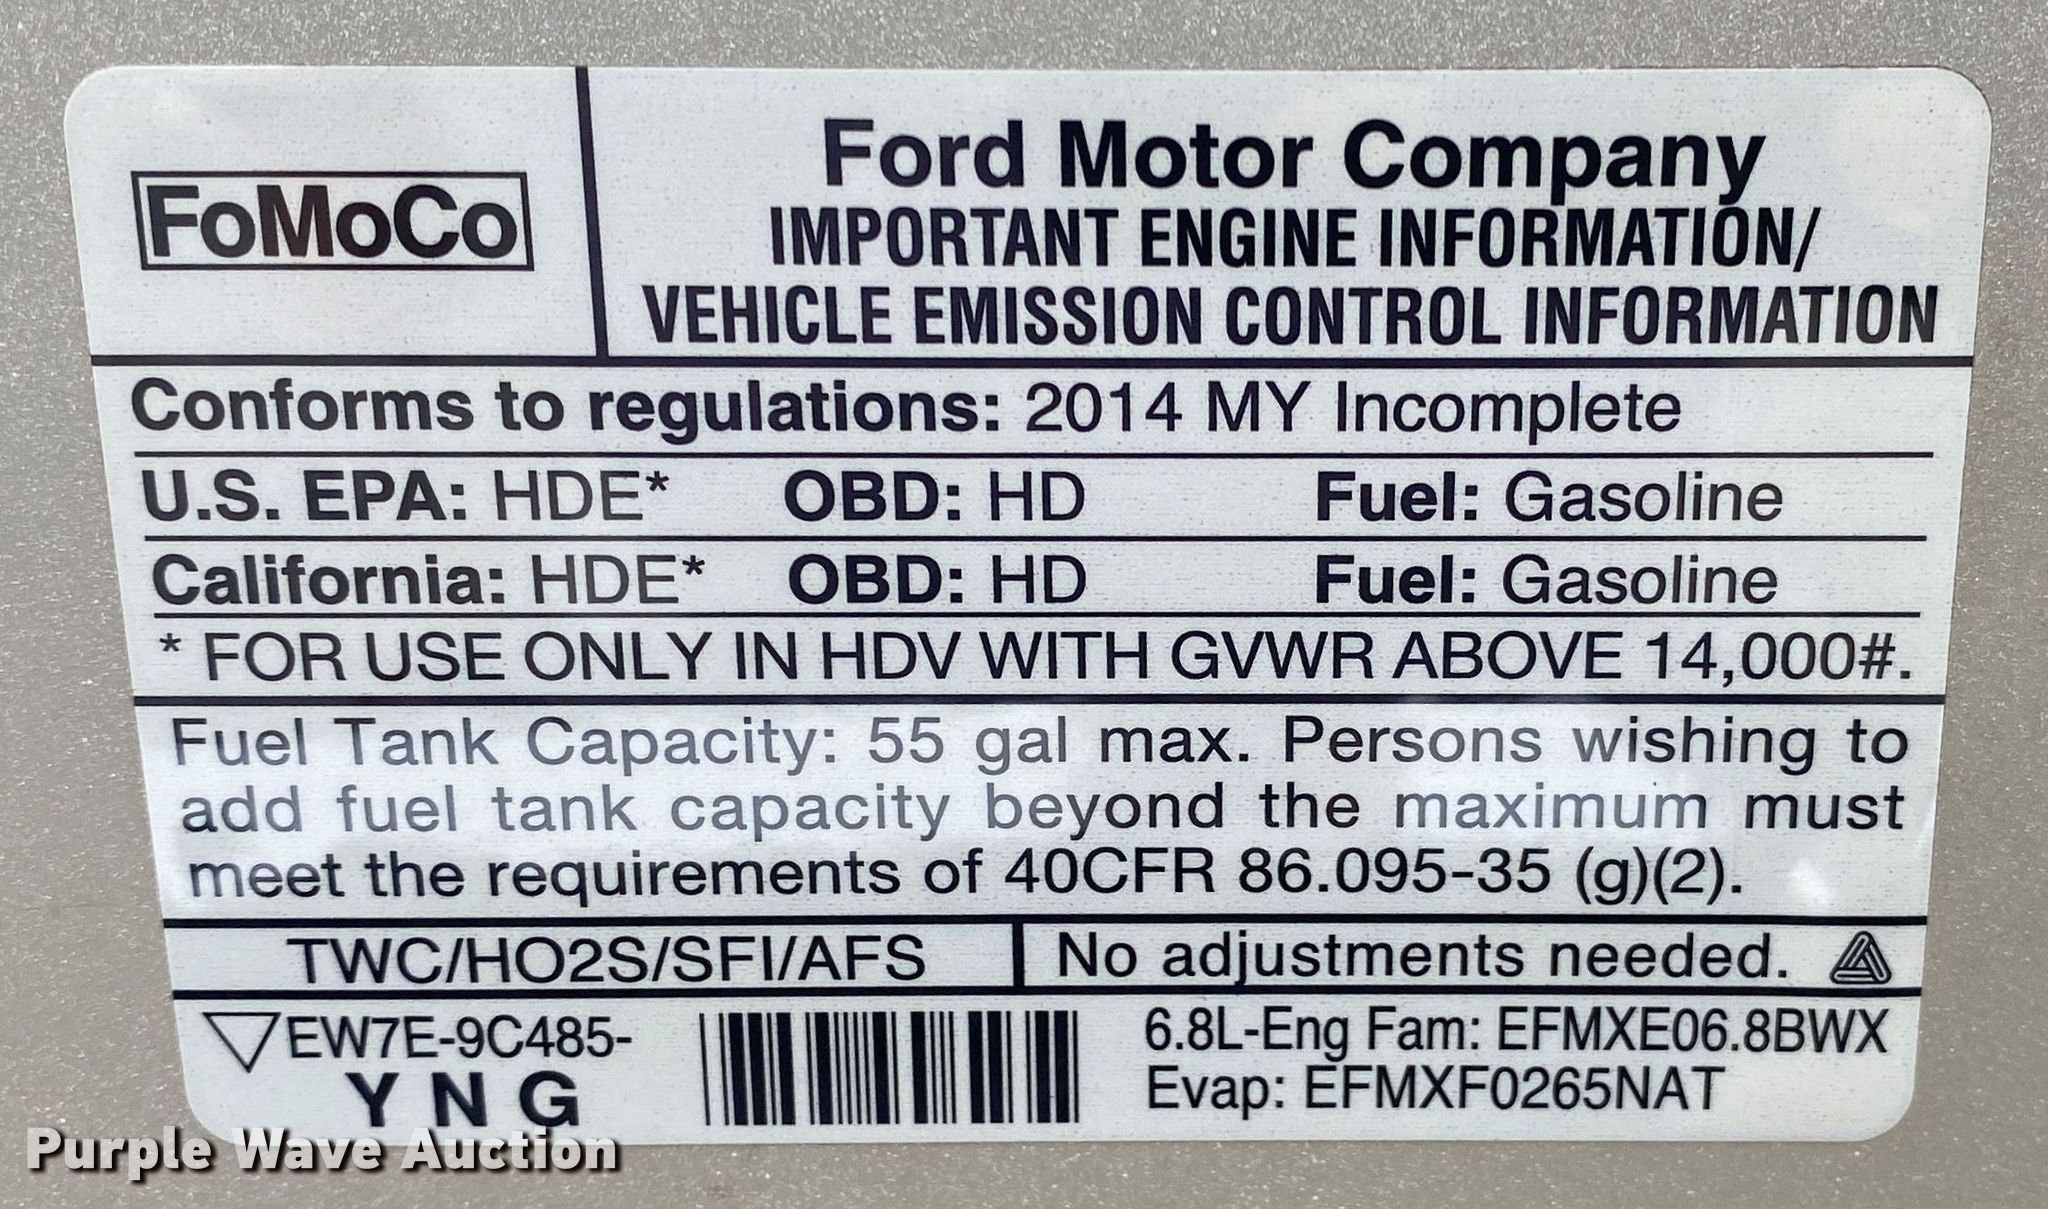 FoMoCo
Ford Motor Company
IMPORTANT ENGINE INFORMATION/
VEHICLE EMISSION CONTROL INFORMATION
Conforms to regulations: 2014 MY Incomplete
U.S. EPA: HDE* OBD: HD Fuel: Gasoline
California: HDE* OBD: HD Fuel: Gasoline
* FOR USE ONLY IN HDV WITH GVWR ABOVE 14,000#.
Fuel Tank Capacity: 55 gal max. Persons wishing to
add fuel tank capacity beyond the maximum must
meet the requirements of 40CFR 86.095-35 (g)(2).
TWC/HO2S/SFI/AFS
No adjustments needed.
EW7E-9C485-
Y N G
6.8L-Eng Fam: EFMXE06.8BWX
Evap: EFMXF0265NAT
Purple Wave Auction